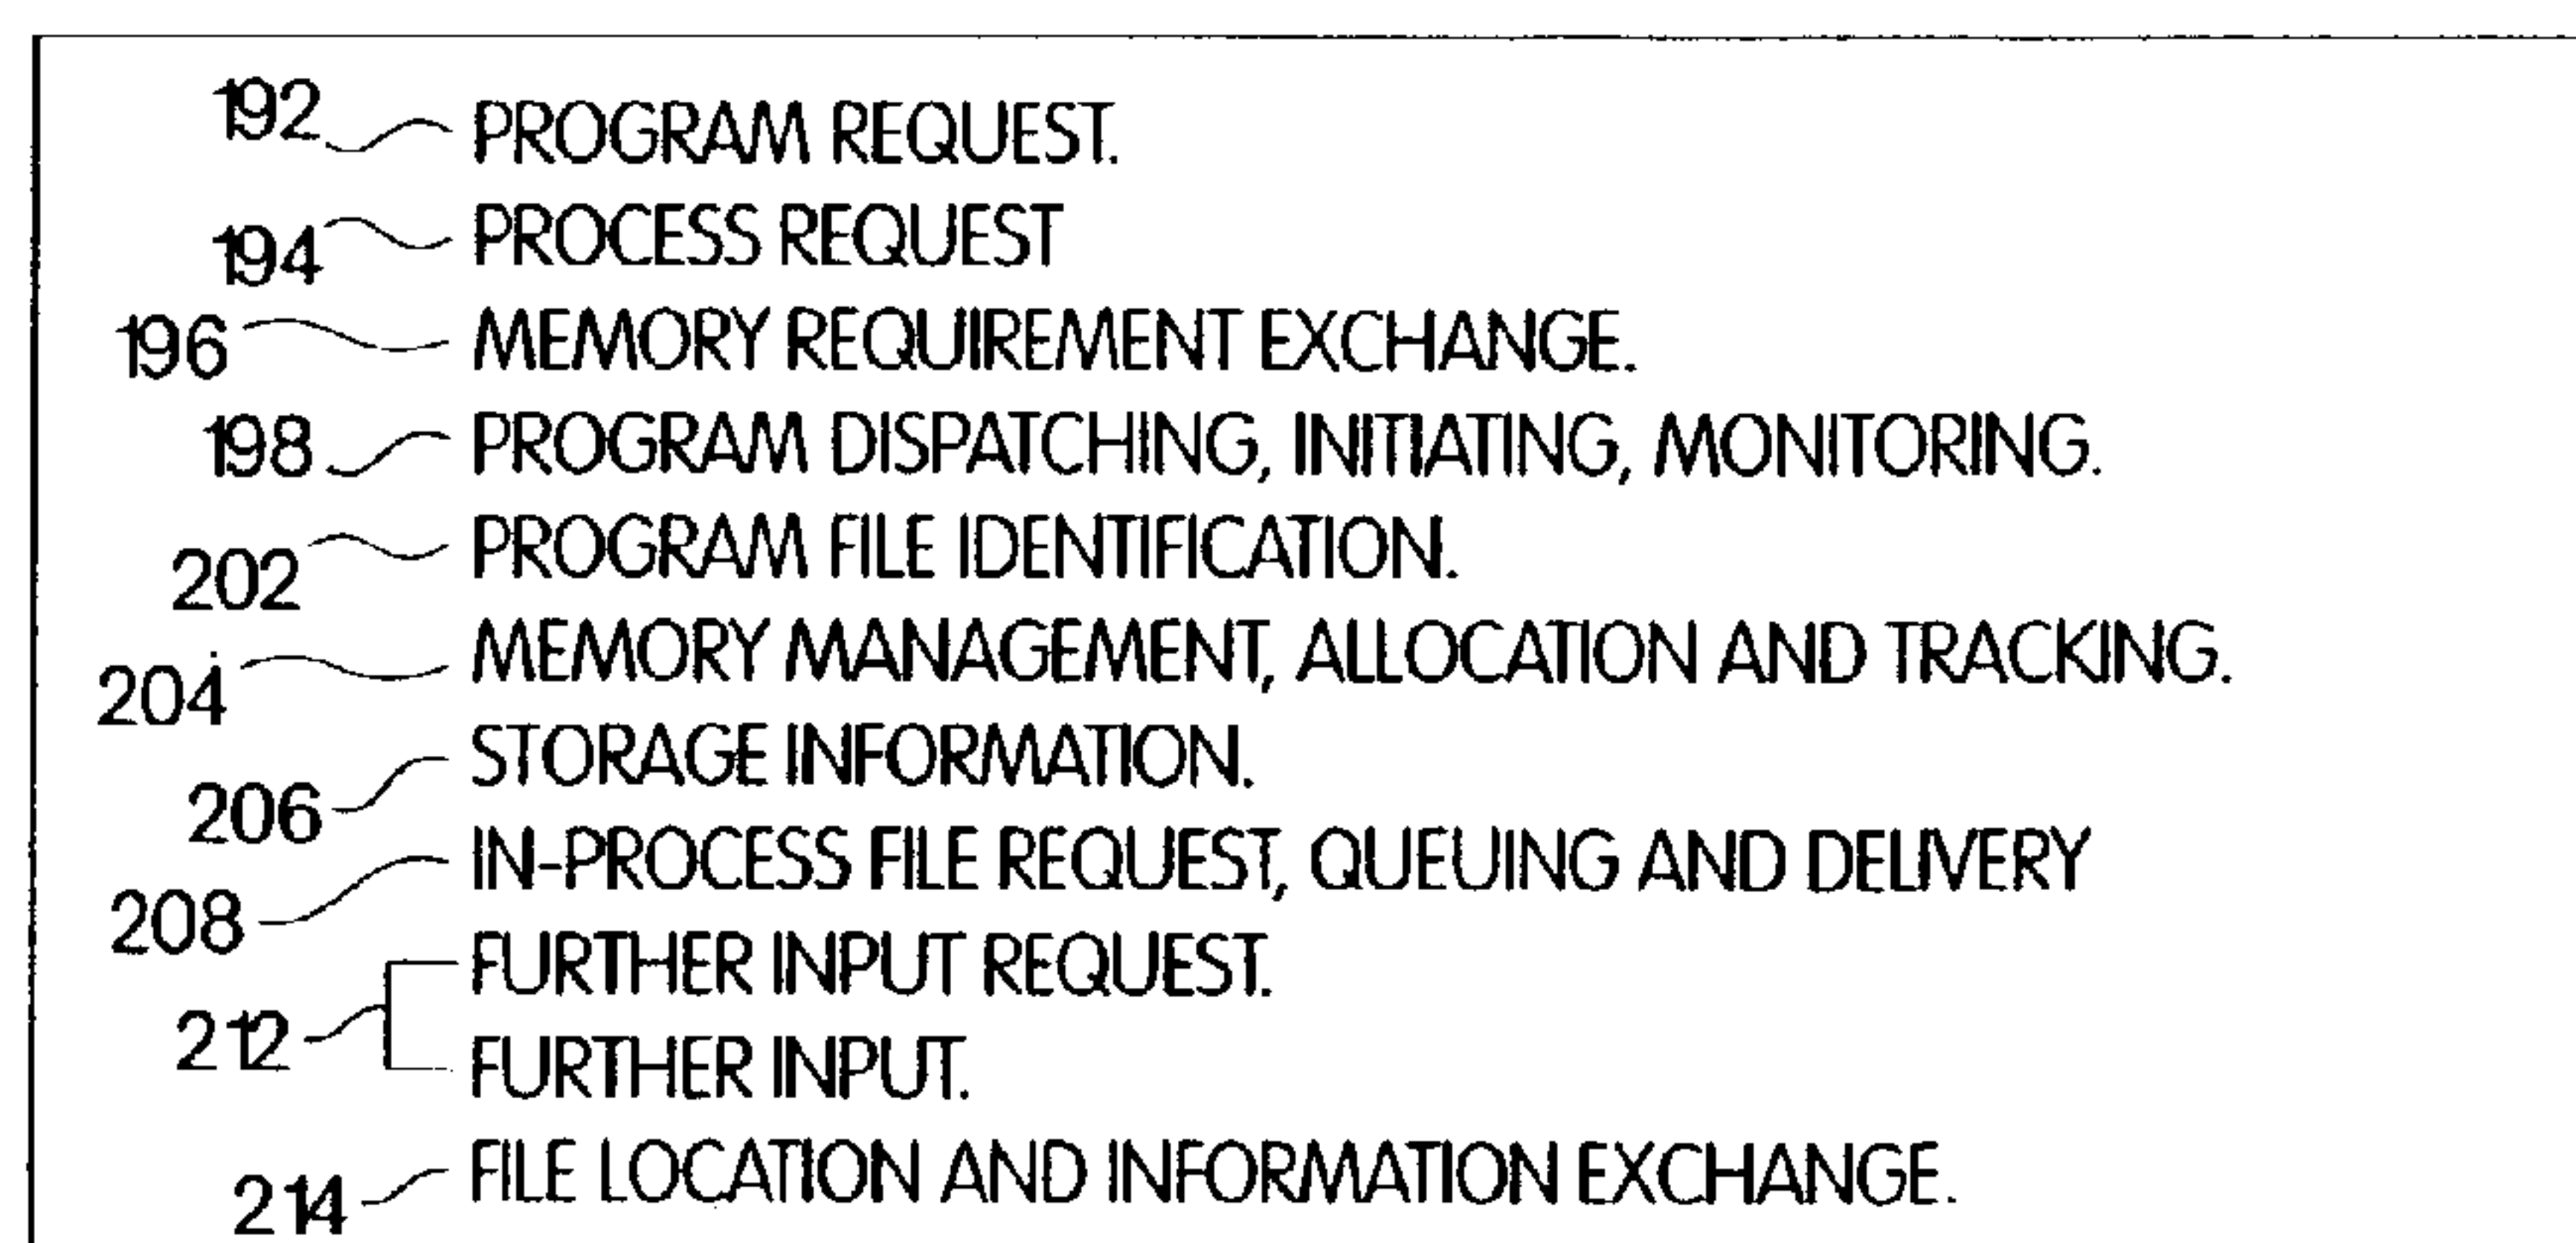 192 PROGRAM REQUEST.
194 PROCESS REQUEST
196 MEMORY REQUIREMENT EXCHANGE.
198 PROGRAM DISPATCHING, INITIATING, MONITORING.
202 PROGRAM FILE IDENTIFICATION.
204 MEMORY MANAGEMENT, ALLOCATION AND TRACKING.
206 STORAGE INFORMATION.
208 IN-PROCESS FILE REQUEST, QUEUING AND DELIVERY
212 FURTHER INPUT REQUEST.
FURTHER INPUT.
214 FILE LOCATION AND INFORMATION EXCHANGE.